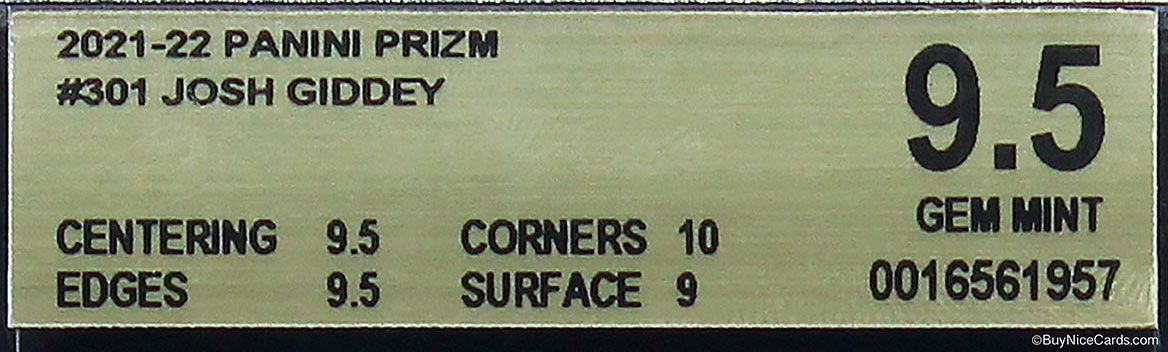 2021-22 PANINI PRIZM
#301 JOSH GIDDEY
9.5
GEM MINT
CENTERING 9.5 CORNERS 10
EDGES 9.5 SURFACE 9
0016561957
©BuyNiceCards.com